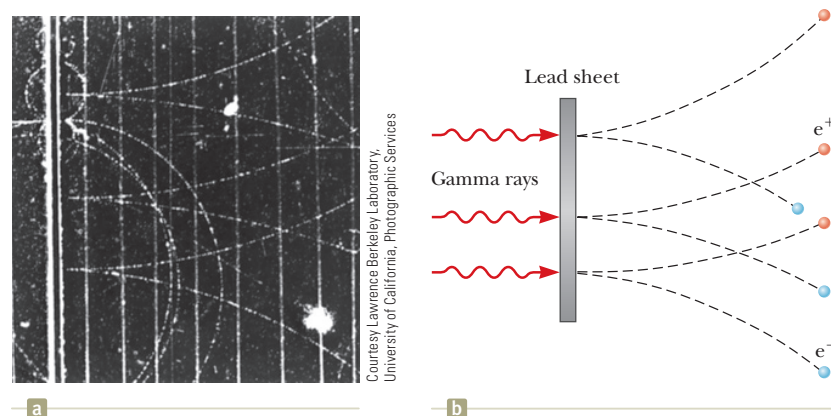 Courtesy Lawrence Berkeley Laboratory,
University of California, Photographic Services
a
Lead sheet
Gamma rays
e+
e-
b